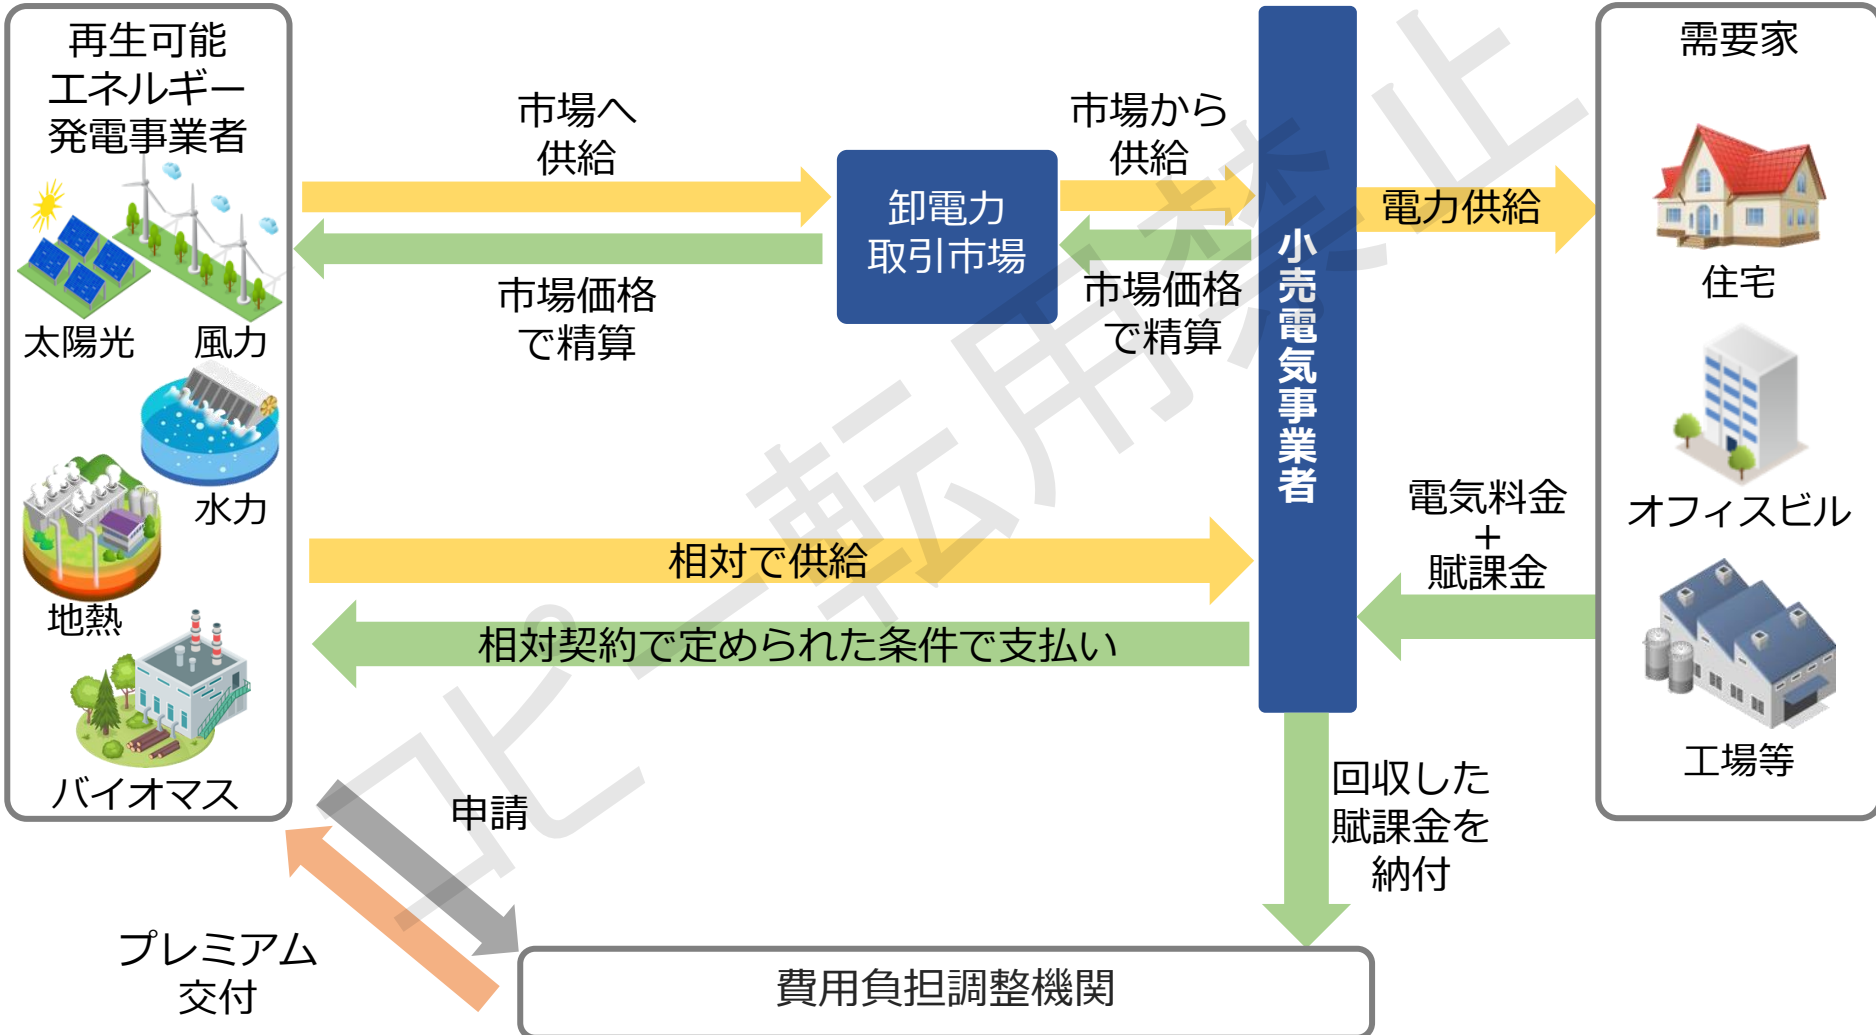 再生可能
エネルギー
発電事業者
太陽光
風力
水力
地熱
バイオマス
市場へ
供給
市場価格
で精算
卸電力
取引市場
市場から
供給
市場価格
で精算
小売電気事業者
電力供給
需要家
住宅
オフィスビル
工場等
電気料金
+
賦課金
相対で供給
相対契約で定められた条件で支払い
申請
プレミアム
交付
回収した
賦課金を
納付
費用負担調整機関
コピー転用禁止